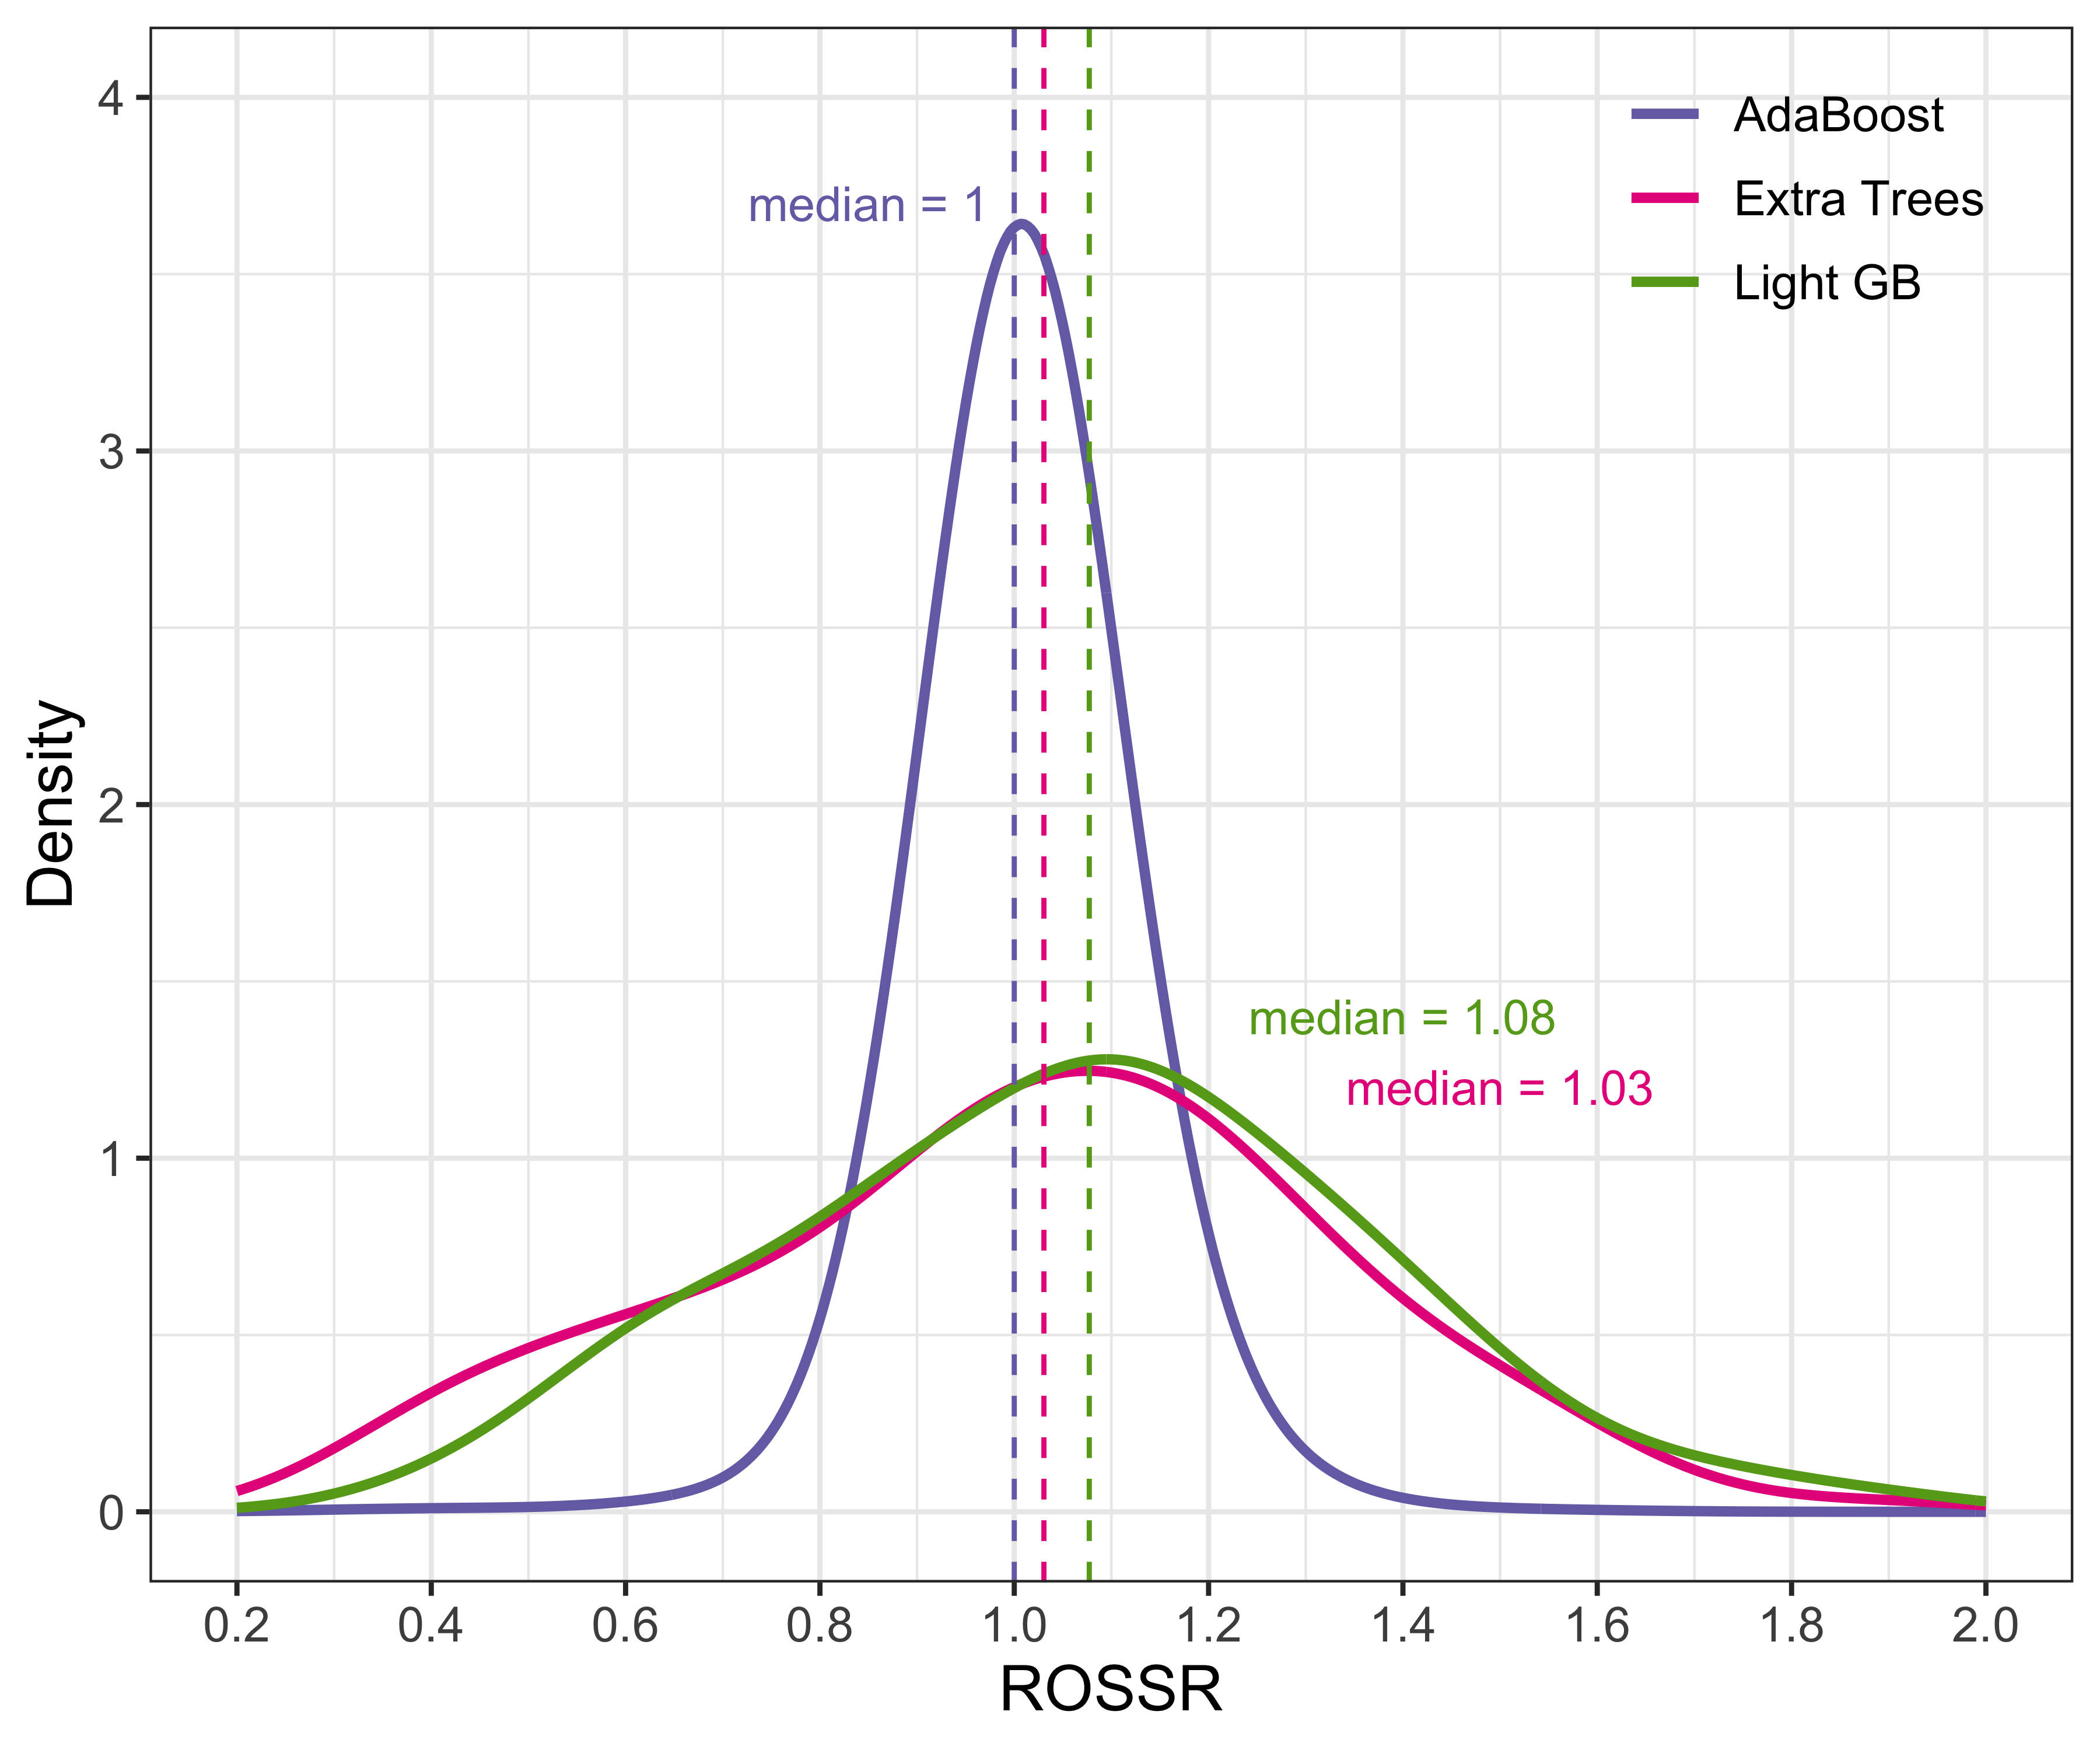 4
3
2
1
0
Density
median = 1
AdaBoost
Extra Trees
Light GB
median = 1.08
median = 1.03
0.2 0.4 0.6 0.8 1.0 1.2 1.4 1.6 1.8 2.0
ROSSR